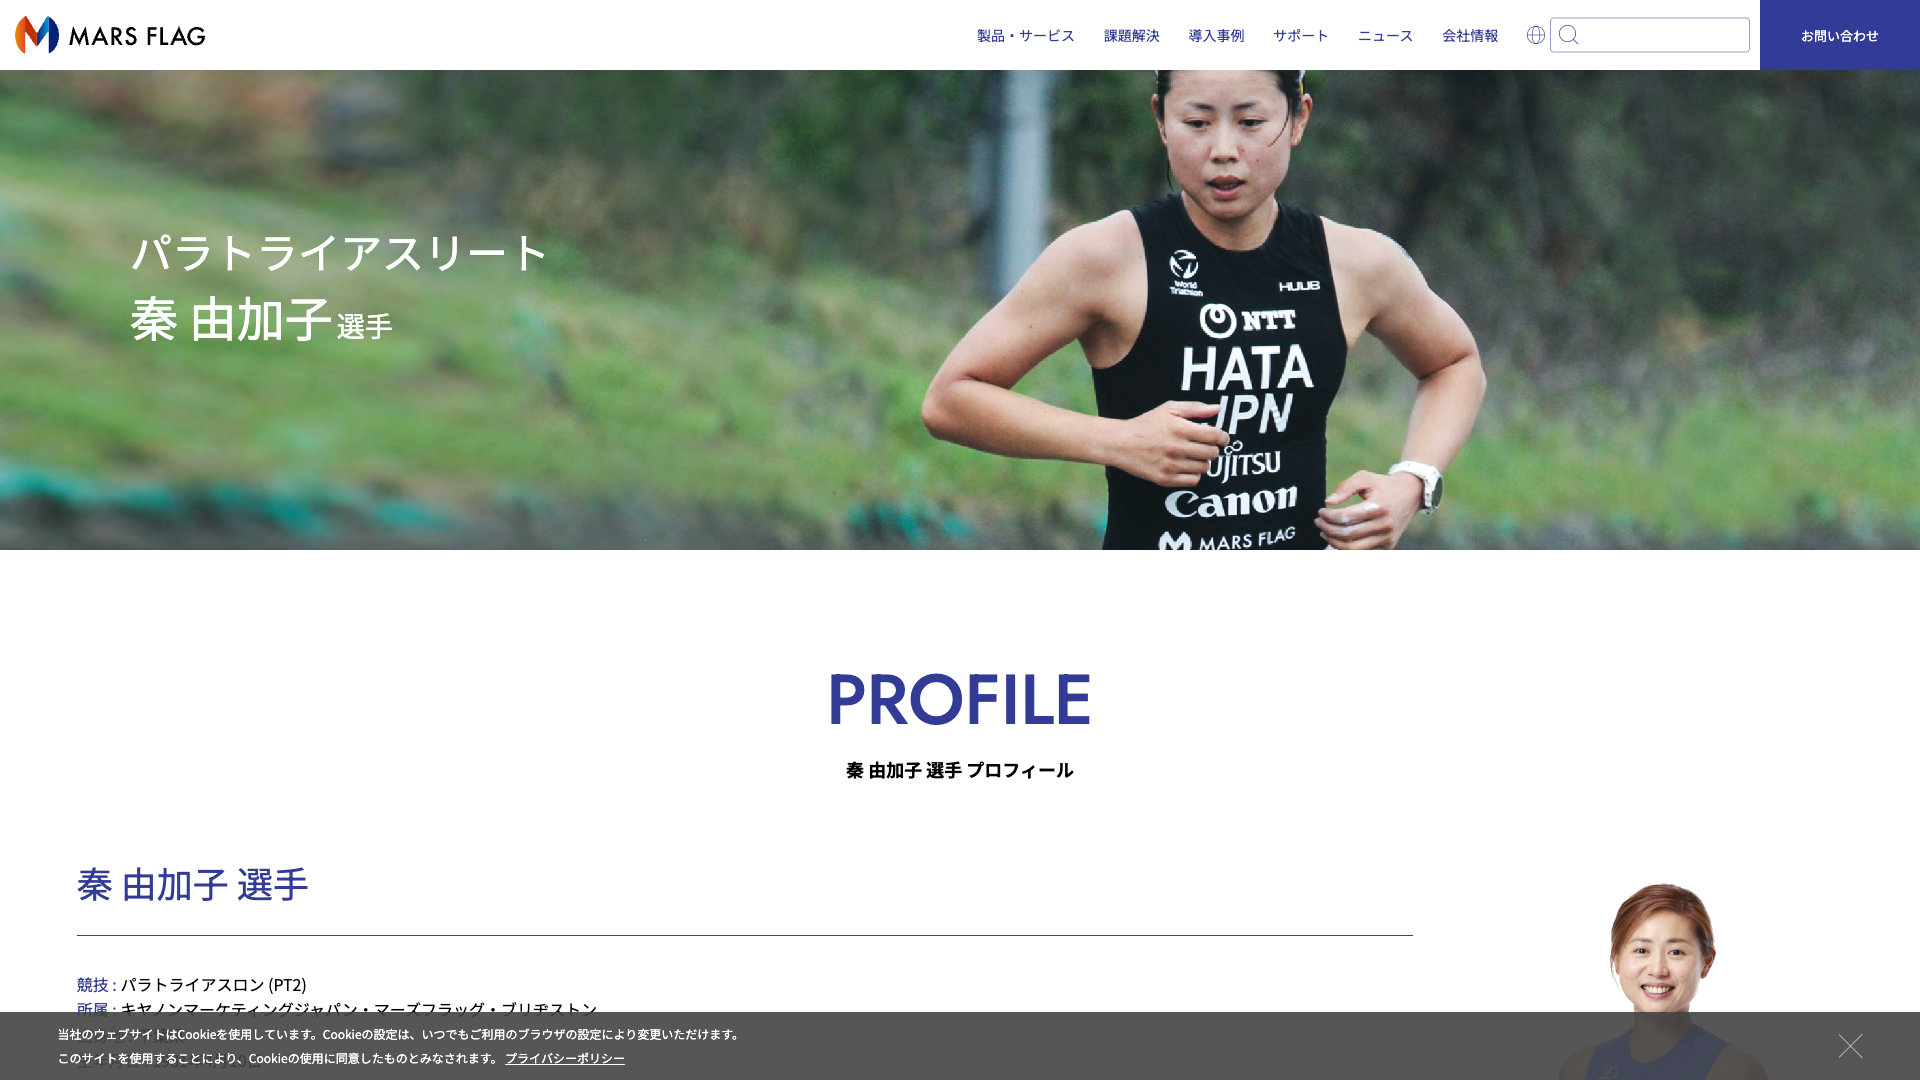 MARS FLAG
製品・サービス 課題解決 導入事例 サポート ニュース 会社情報 お問い合わせ
パラトライアスリート
秦 由加子 選手
World
Triathlon
HUUB
NTT
HATA
JPN
Canon
MARS FLAG
PROFILE
秦 由加子 選手 プロフィール
秦 由加子 選手
競技 : パラトライアスロン (PT2)
所属 : キヤノンマーケティングジャパン・マーズフラッグ・ブリヂストン
当社のウェブサイトはCookieを使用しています。Cookieの設定は、いつでもご利用のブラウザの設定により変更いただけます。
このサイトを使用することにより、Cookieの使用に同意したものとみなされます。 プライバシーポリシー